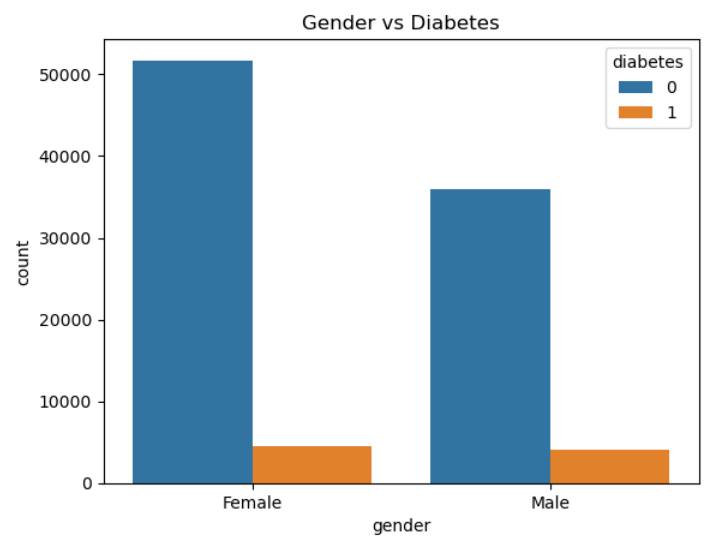 Gender vs Diabetes
diabetes
0
1
50000
40000
30000
20000
10000
0
count
Female Male
gender